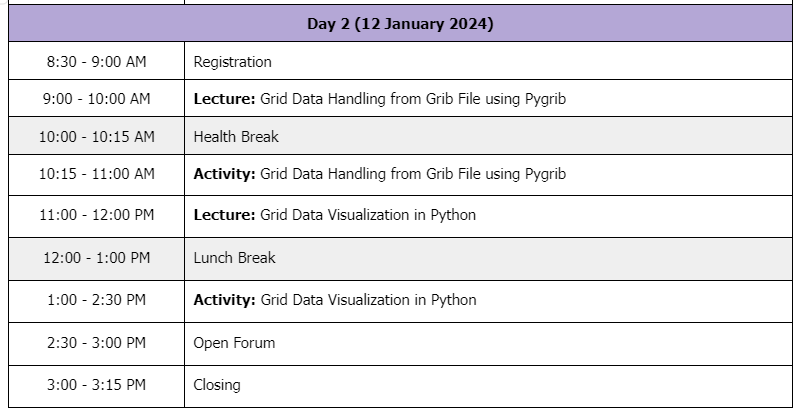 Day 2 (12 January 2024)
8:30 - 9:00 AM Registration
9:00 - 10:00 AM Lecture: Grid Data Handling from Grib File using Pygrib
10:00 - 10:15 AM Health Break
10:15 - 11:00 AM Activity: Grid Data Handling from Grib File using Pygrib
11:00 - 12:00 PM Lecture: Grid Data Visualization in Python
12:00 - 1:00 PM Lunch Break
1:00 - 2:30 PM Activity: Grid Data Visualization in Python
2:30 - 3:00 PM Open Forum
3:00 - 3:15 PM Closing